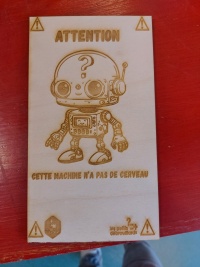 ATTENTION
?
CETTE MACHINE N'A PAS DE CERVEAU